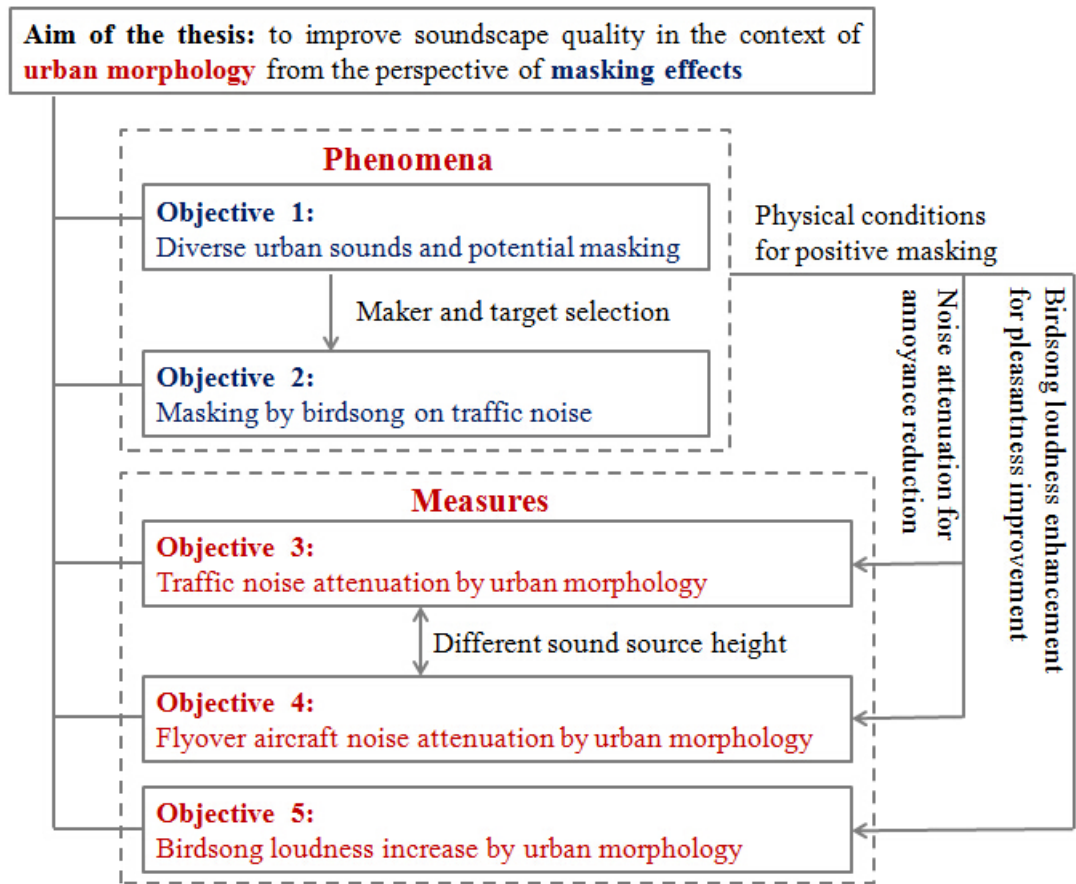 Aim of the thesis: to improve soundscape quality in the context of
urban morphology from the perspective of masking effects
Phenomena
Objective 1:
Diverse urban sounds and potential masking
Maker and target selection
Objective 2:
Masking by birdsong on traffic noise
Physical conditions
for positive masking
Noise attenuation for
annoyance reduction
Birdsong loudness enhancement
for pleasantness improvement
Measures
Objective 3:
Traffic noise attenuation by urban morphology
Different sound source height
Objective 4:
Flyover aircraft noise attenuation by urban morphology
Objective 5:
Birdsong loudness increase by urban morphology